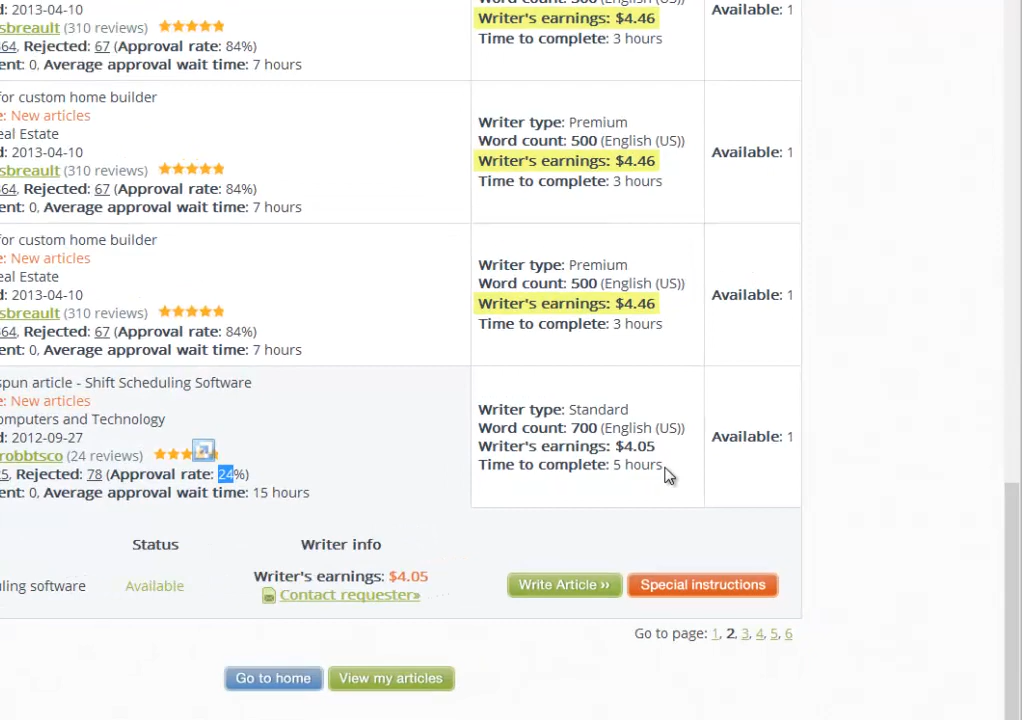 d: 2013-04-10
sbreault (310 reviews)
364, Rejected: 67 (Approval rate: 84%)
ent: 0, Average approval wait time: 7 hours
Writer's earnings: $4.46
Time to complete: 3 hours
Available: 1
for custom home builder
e: New articles
eal Estate
d: 2013-04-10
sbreault (310 reviews)
364, Rejected: 67 (Approval rate: 84%)
ent: 0, Average approval wait time: 7 hours
Writer type: Premium
Word count: 500 (English (US))
Writer's earnings: $4.46
Time to complete: 3 hours
Available: 1
for custom home builder
e: New articles
eal Estate
d: 2013-04-10
sbreault (310 reviews)
364, Rejected: 67 (Approval rate: 84%)
ent: 0, Average approval wait time: 7 hours
Writer type: Premium
Word count: 500 (English (US))
Writer's earnings: $4.46
Time to complete: 3 hours
Available: 1
spun article - Shift Scheduling Software
e: New articles
omputers and Technology
d: 2012-09-27
robbtsco (24 reviews)
25, Rejected: 78 (Approval rate: 24%)
ent: 0, Average approval wait time: 15 hours
Writer type: Standard
Word count: 700 (English (US))
Writer's earnings: $4.05
Time to complete: 5 hours
Available: 1
Status
Writer info
uling software
Available
Writer's earnings: $4.05
Contact requester»
Write Article ››
Special instructions
Go to page: 1, 2, 3, 4, 5, 6
Go to home
View my articles